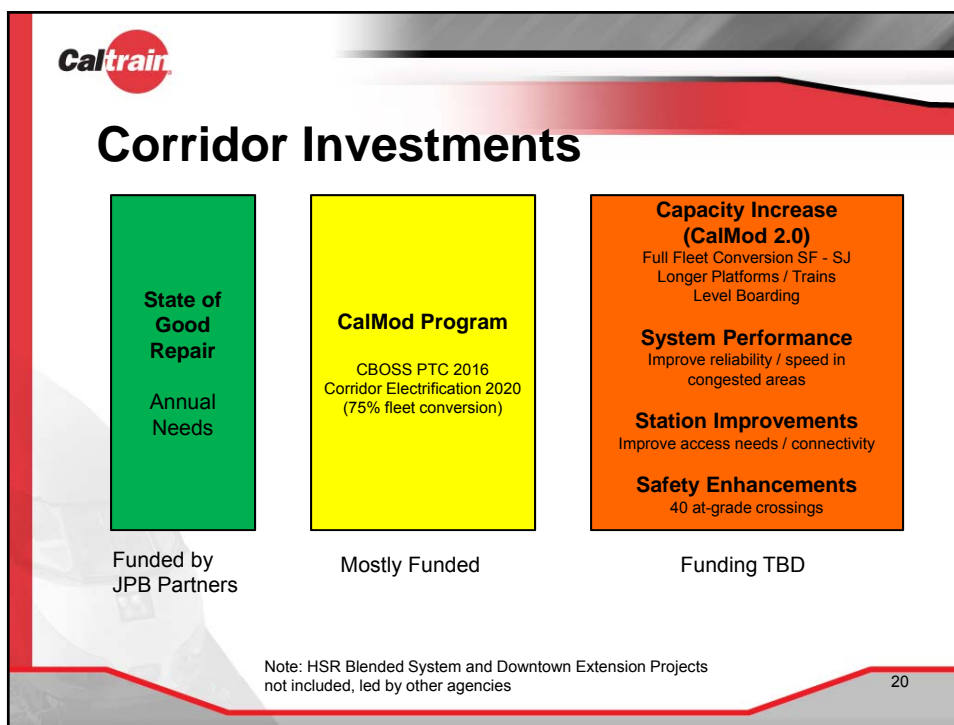 Caltrain
Corridor Investments
State of
Good
Repair
Annual
Needs
Funded by
JPB Partners
CalMod Program
CBOSS PTC 2016
Corridor Electrification 2020
(75% fleet conversion)
Mostly Funded
Capacity Increase
(CalMod 2.0)
Full Fleet Conversion SF - SJ
Longer Platforms / Trains
Level Boarding
System Performance
Improve reliability / speed in
congested areas
Station Improvements
Improve access needs / connectivity
Safety Enhancements
40 at-grade crossings
Funding TBD
Note: HSR Blended System and Downtown Extension Projects
not included, led by other agencies
20